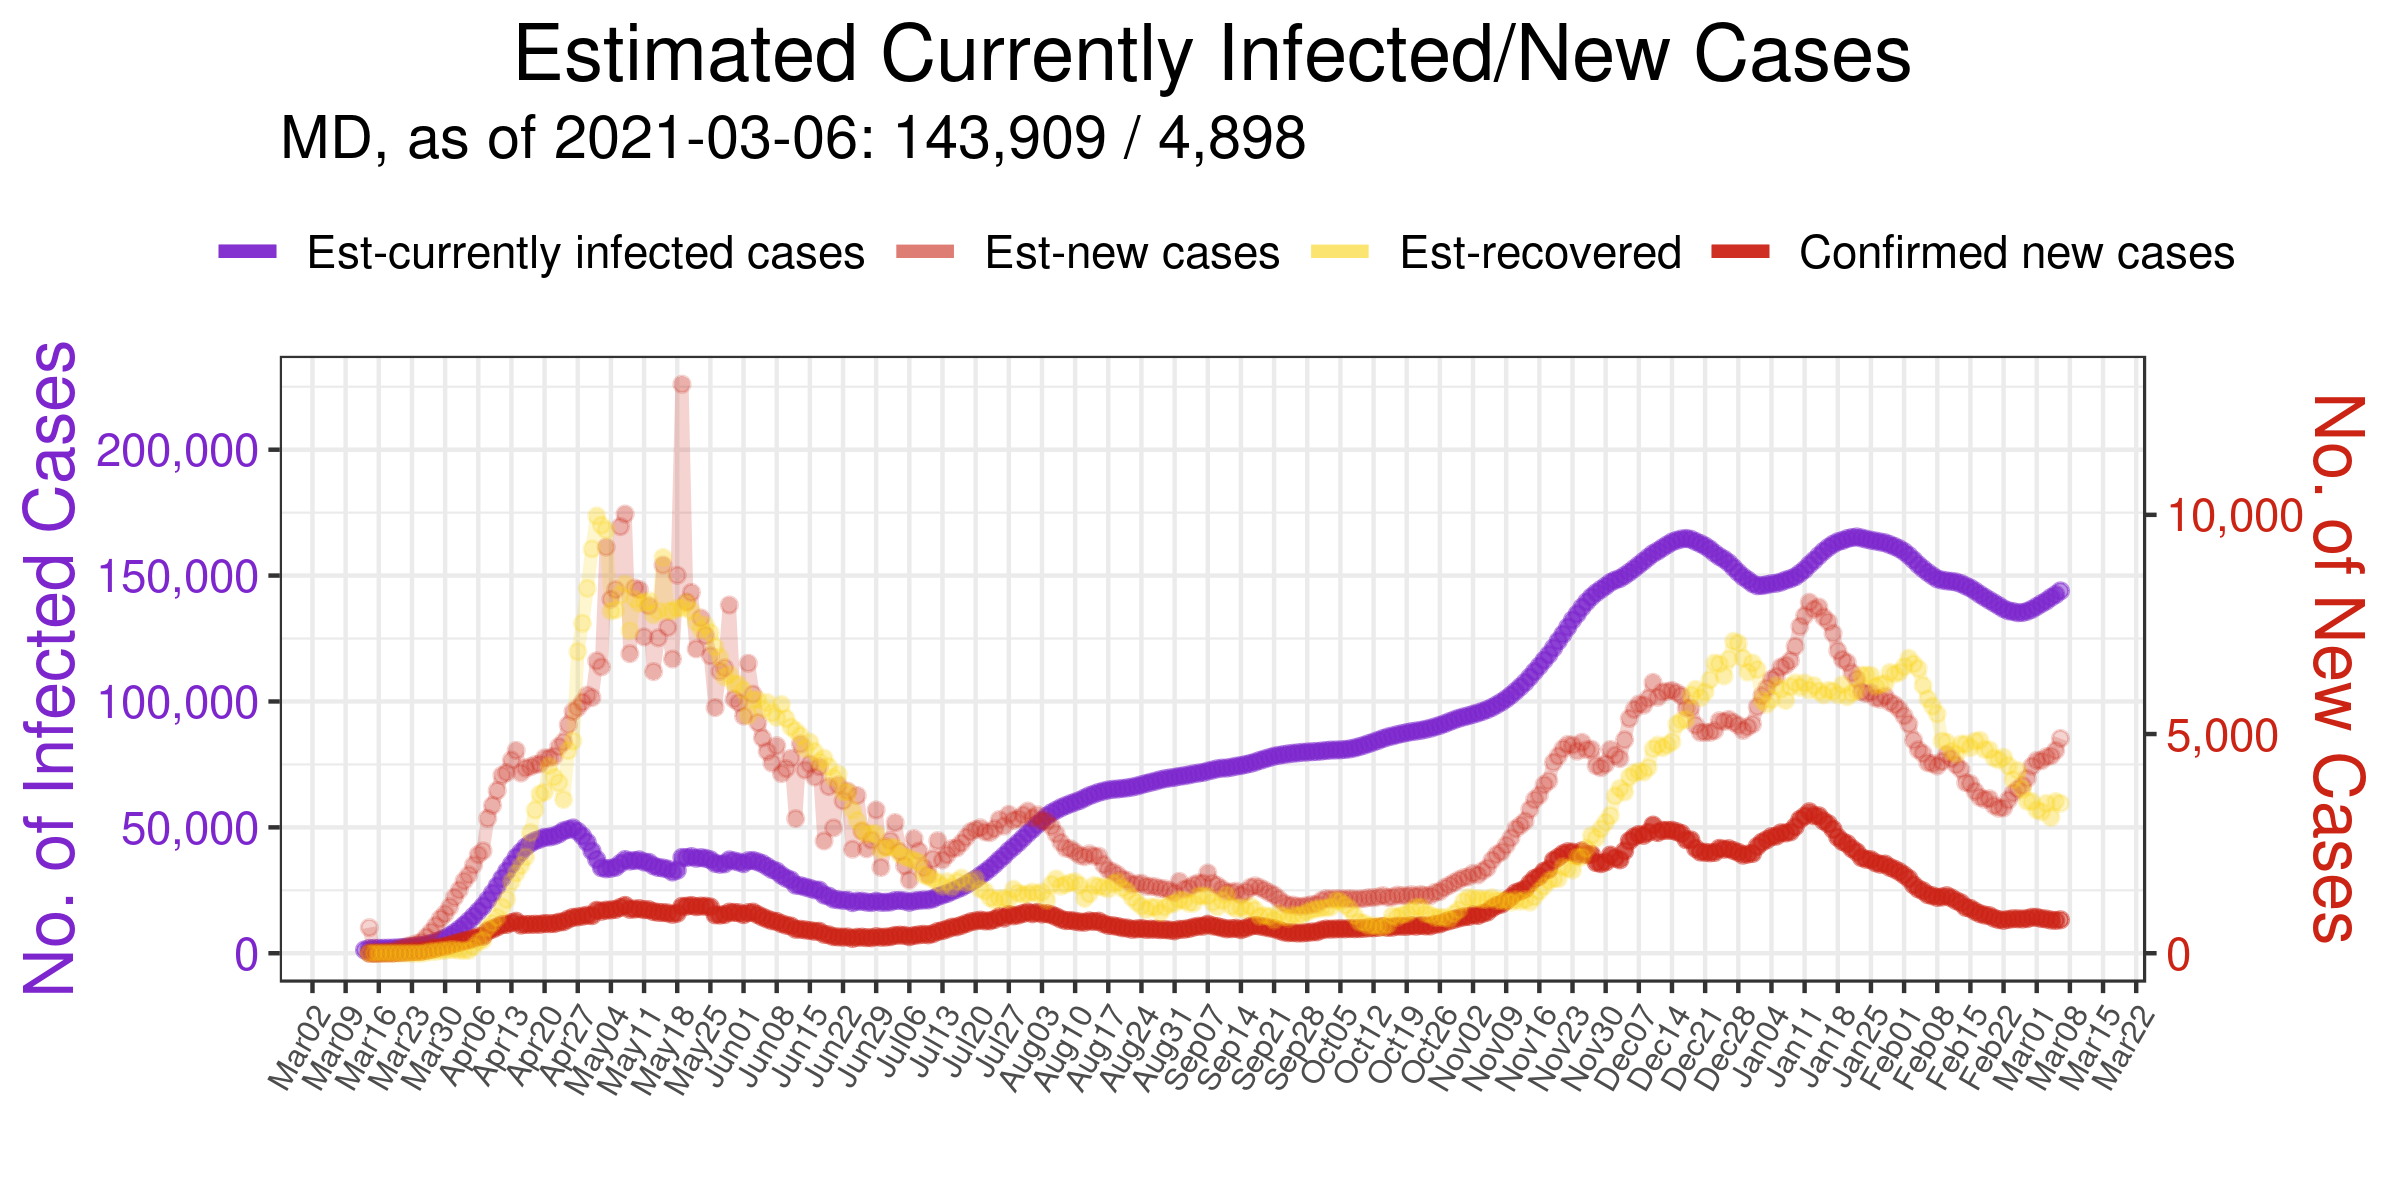 Estimated Currently Infected/New Cases
MD, as of 2021-03-06: 143,909 / 4,898
Est-currently infected cases
Est-new cases
Est-recovered
Confirmed new cases
No. of Infected Cases
200,000
150,000
100,000
50,000
0
10,000
5,000
0
No. of New Cases
Mar02
Mar09
Mar16
Mar23
Mar30
Apr06
Apr13
Apr20
Apr27
May04
May11
May18
May25
Jun01
Jun08
Jun15
Jun22
Jun29
Jul06
Jul13
Jul20
Jul27
Aug03
Aug10
Aug17
Aug24
Aug31
Sep07
Sep14
Sep21
Sep28
Oct05
Oct12
Oct19
Oct26
Nov02
Nov09
Nov16
Nov23
Nov30
Dec07
Dec14
Dec21
Dec28
Jan04
Jan11
Jan18
Jan25
Feb01
Feb08
Feb15
Feb22
Mar01
Mar08
Mar15
Mar22